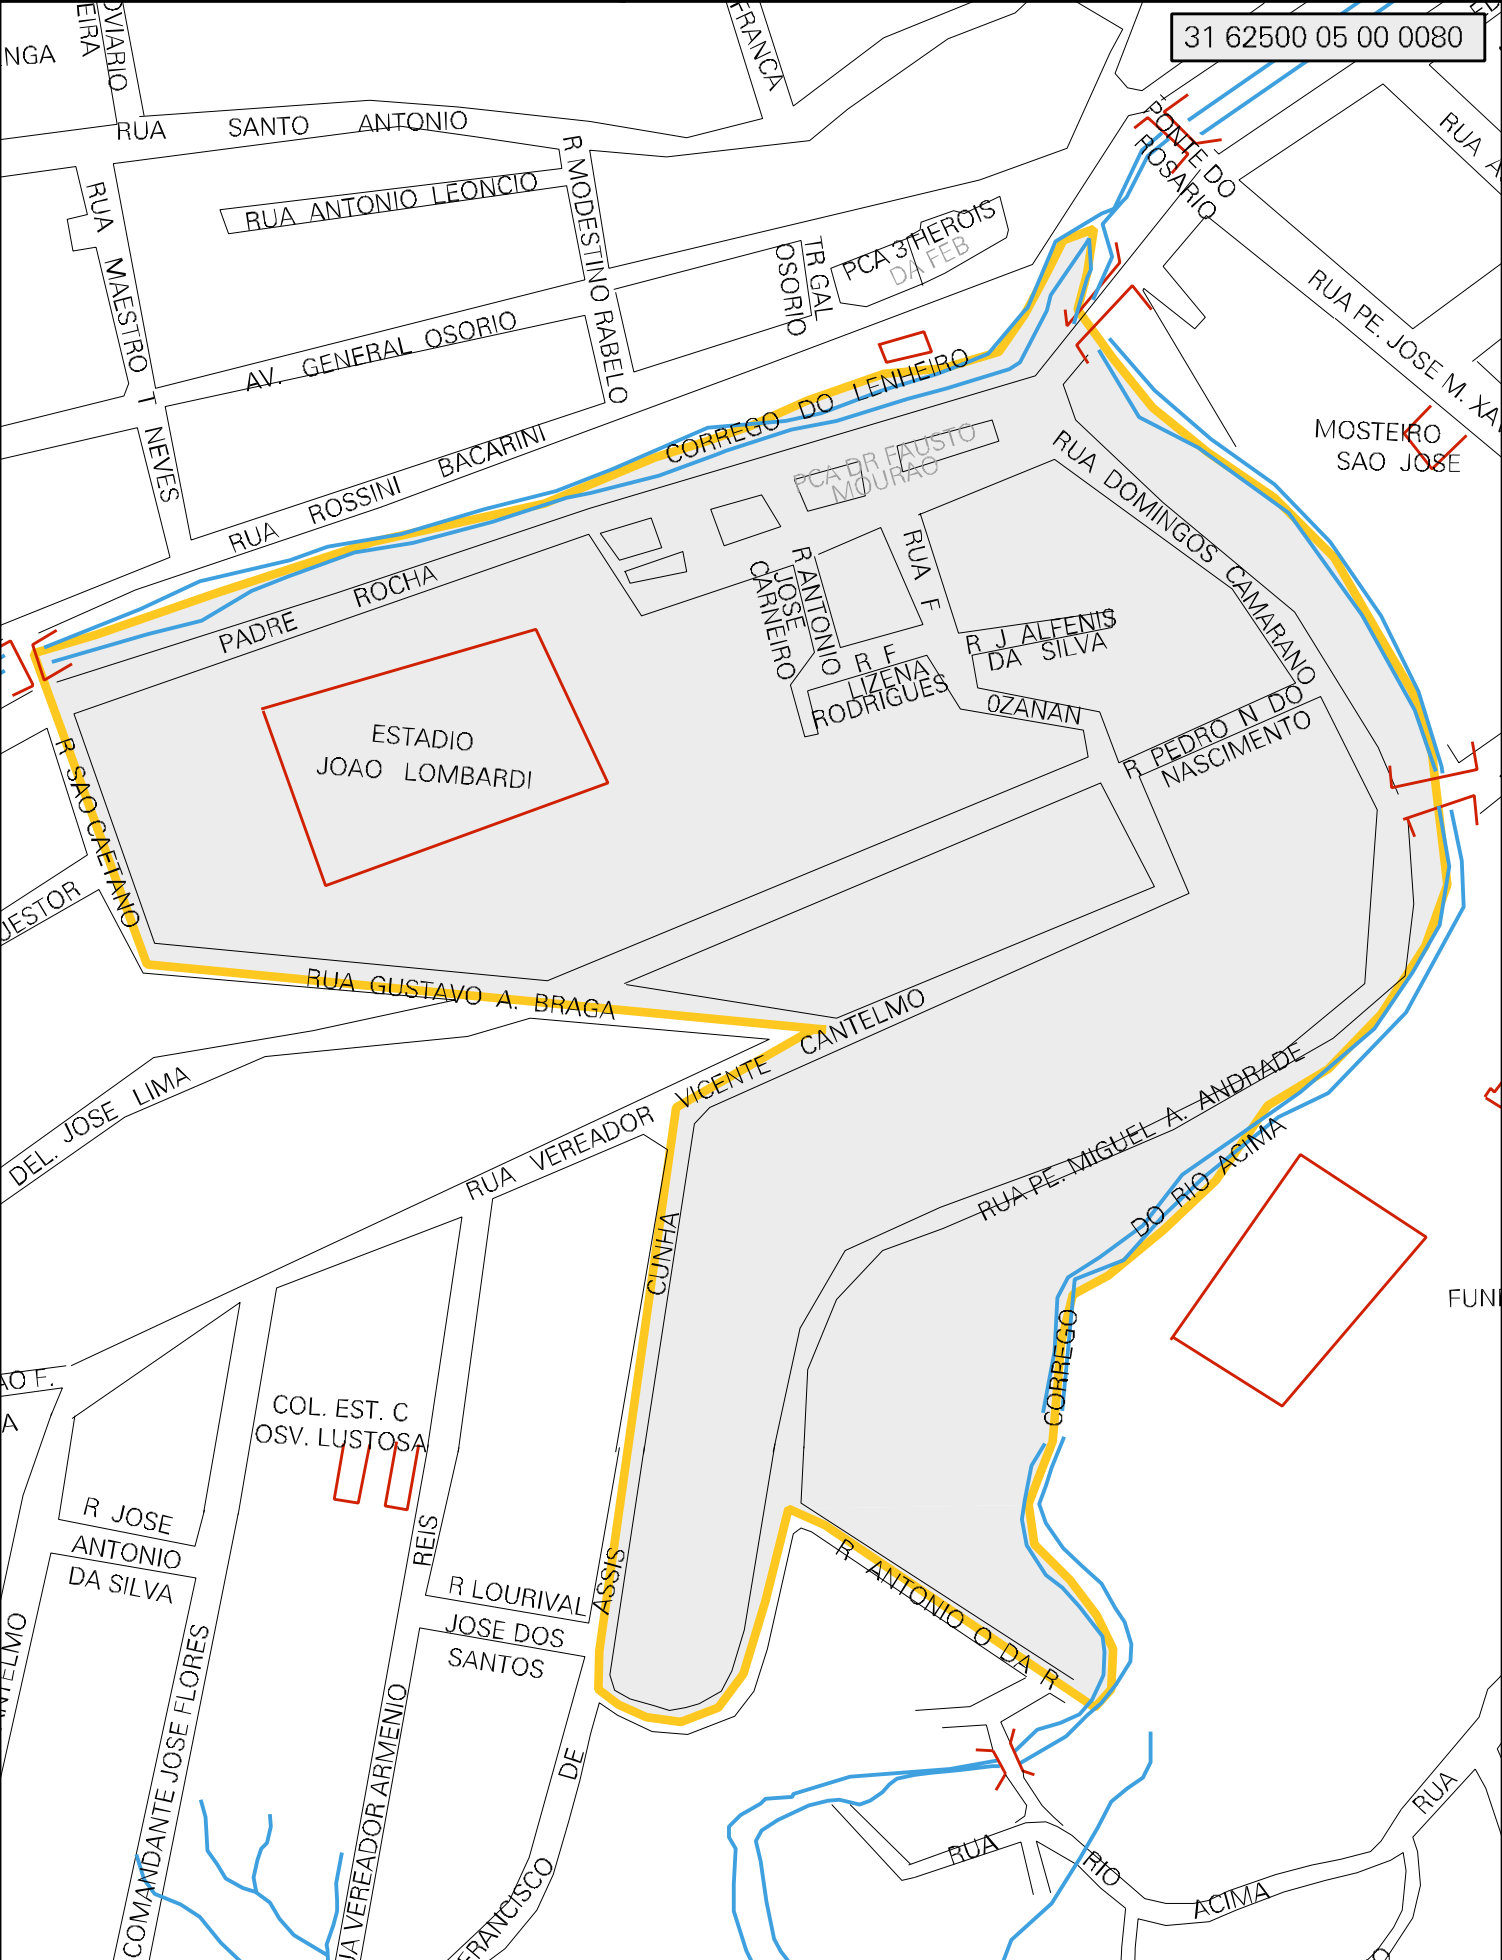 31 62500 05 00 0080
NGA
EIRA
OVIARIO
FRANCA
RUA SANTO ANTONIO
RUA MAESTRO T NEVES
RUA ANTONIO LEONCIO
R MODESTINO RABELO
AV. GENERAL OSORIO
TR GAL
OSORIO
PCA 3 HEROIS
DA FEB
PONTE DO
ROSARIO
RUA A
RUA PE. JOSE M. XA
MOSTEIRO
SAO JOSE
RUA ROSSINI BACARINI
CORREGO DO LENHEIRO
PCA DR FAUSTO
MOURAO
PADRE ROCHA
RUA DOMINGOS CAMARANO
R ANTONIO
JOSE
CARNEIRO
RUA F
R F
LIZENA
RODRIGUES
R J ALFENIS
DA SILVA
OZANAN
R PEDRO N DO
NASCIMENTO
ESTADIO
JOAO LOMBARDI
R SAO CAETANO
JESTOR
RUA GUSTAVO A. BRAGA
DEL. JOSE LIMA
RUA VEREADOR VICENTE CANTELMO
RUA PE. MIGUEL A. ANDRADE
CORREGO DO RIO ACIMA
CUNHA
ASSIS
DE
FRANCISCO
FUN
AO F.
A
COL. EST. C
OSV. LUSTOSA
R JOSE
ANTONIO
DA SILVA
REIS
R LOURIVAL
JOSE DOS
SANTOS
R ANTONIO O DA R
NTELMO
COMANDANTE JOSE FLORES
UA VEREADOR ARMENIO
RUA RIO ACIMA
RUA